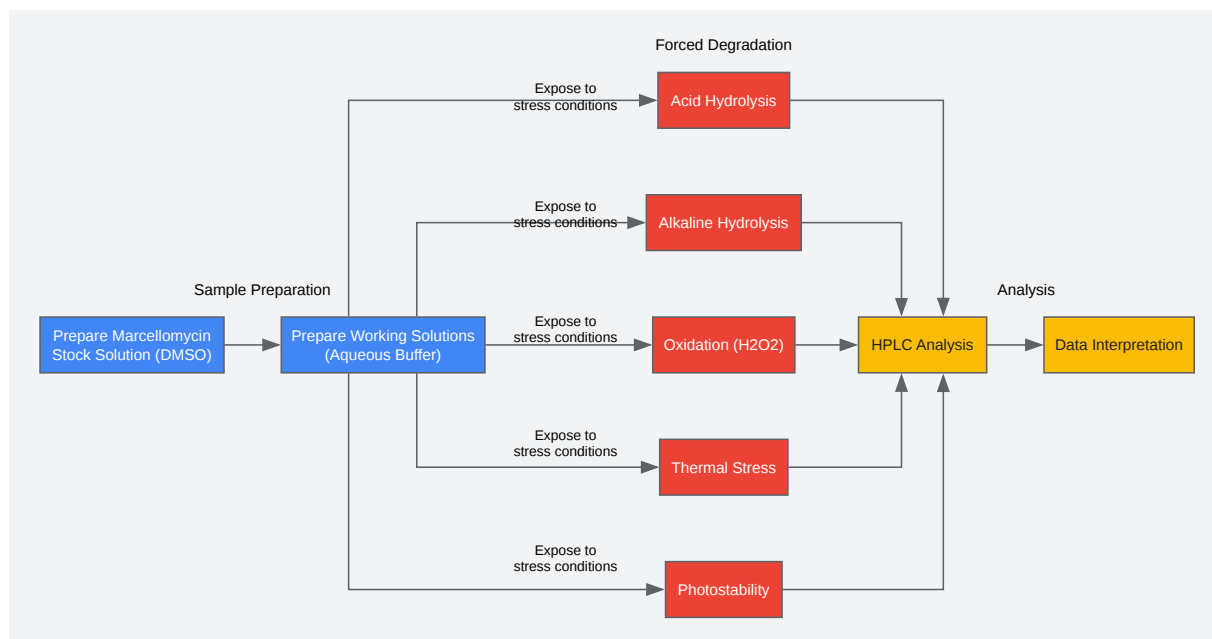 Forced Degradation
Expose to
stress conditions
Acid Hydrolysis
Expose to
stress conditions
Alkaline Hydrolysis
Sample Preparation
Analysis
Prepare Marcellomycin
Stock Solution (DMSO)
Prepare Working Solutions
(Aqueous Buffer)
Expose to
stress conditions
Oxidation (H2O2)
HPLC Analysis
Data Interpretation
Expose to
stress conditions
Thermal Stress
Expose to
stress conditions
Photostability